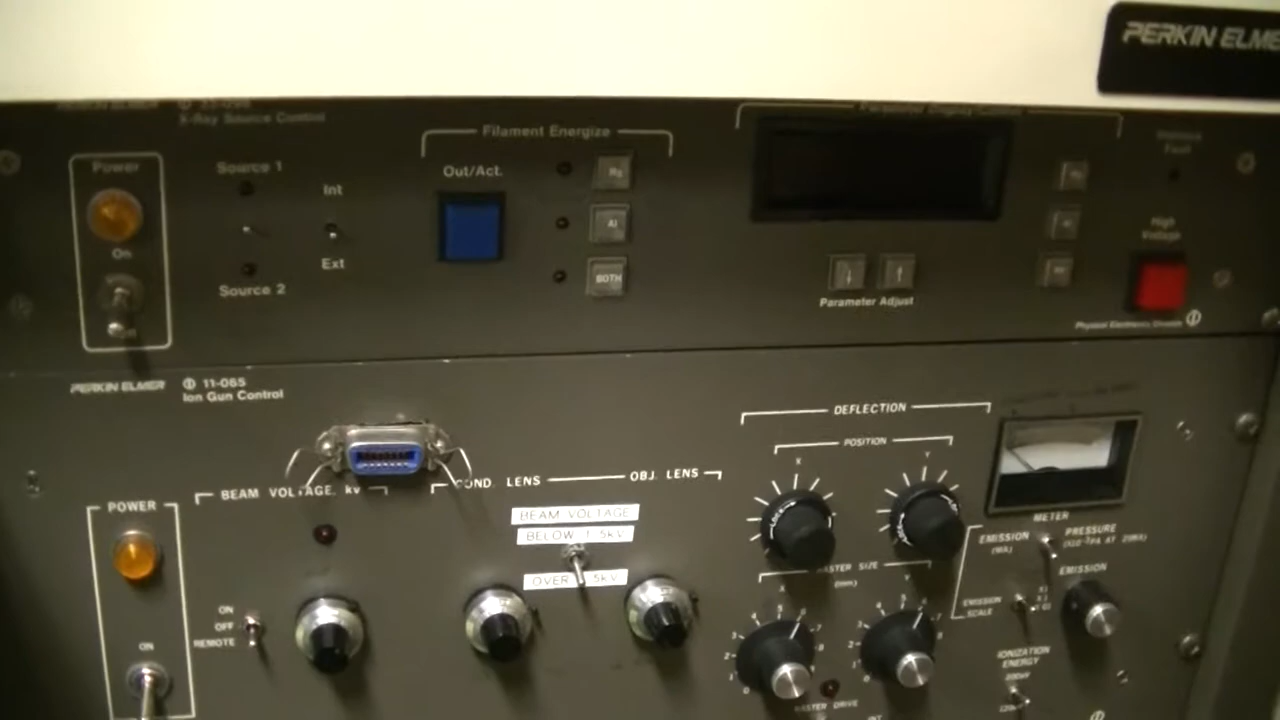 PERKIN ELME
X-Ray Source Control
Power
On
Source 1
Source 2
Int
Ext
Filament Energize
Out/Act.
Mg
Al
BOTH
Parameter Adjust
High
Voltage
Physical Electronics Division
PERKIN ELMER
11-065
Ion Gun Control
POWER
ON
BEAM VOLTAGE, kV
ON
OFF
REMOTE
COND. LENS
OBJ. LENS
BEAM VOLTAGE
BELOW 1.5kV
OVER 1.5kV
DEFLECTION
POSITION
X
Y
RASTER SIZE
(mm)
RASTER DRIVE
INT
METER
EMISSION
PRESSURE
EMISSION
SCALE
EMISSION
IONIZATION
ENERGY